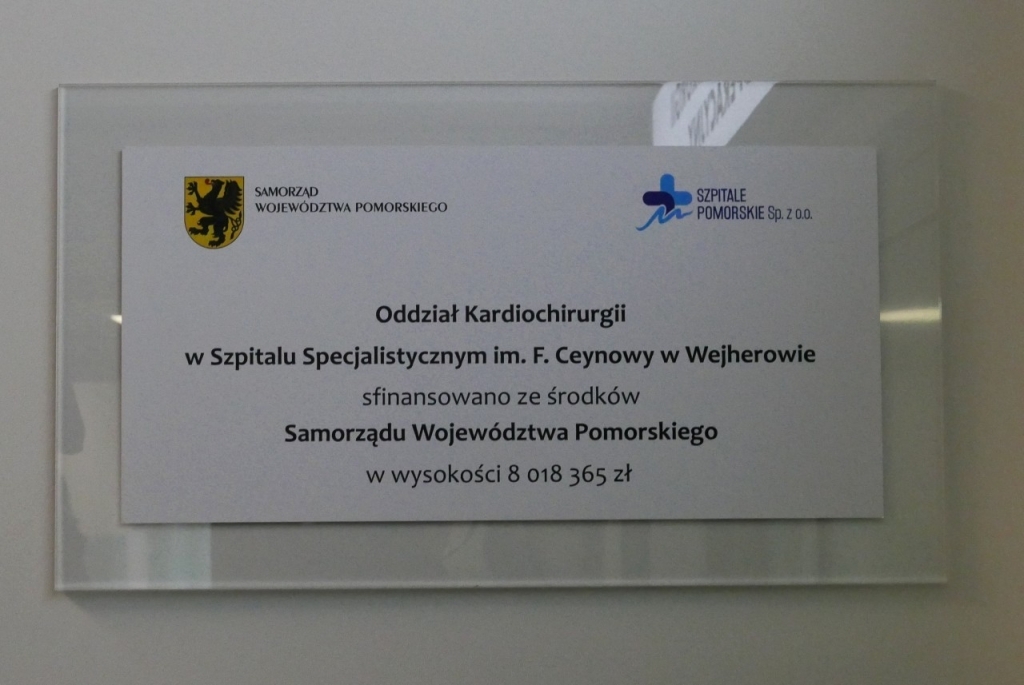 SAMORZĄD
WOJEWÓDZTWA POMORSKIEGO
SZPITALE
POMORSKIE Sp. z o.o.
Oddział Kardiochirurgii
w Szpitalu Specjalistycznym im. F. Ceynowy w Wejherowie
sfinansowano ze środków
Samorządu Województwa Pomorskiego
w wysokości 8 018 365 zł